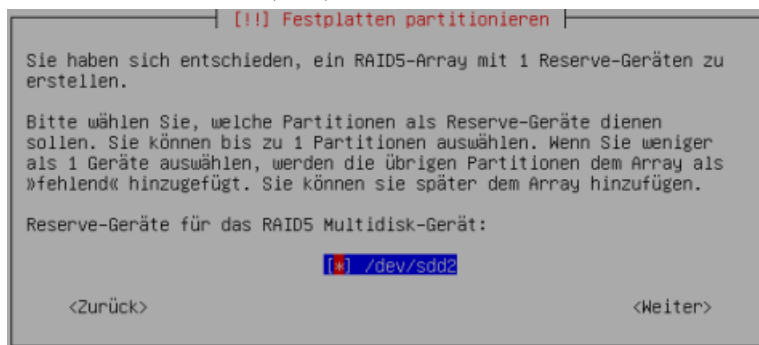 [!!] Festplatten partitionieren
Sie haben sich entschieden, ein RAID5-Array mit 1 Reserve-Geräten zu
erstellen.
Bitte wählen Sie, welche Partitionen als Reserve-Geräte dienen
sollen. Sie können bis zu 1 Partitionen auswählen. Wenn Sie weniger
als 1 Geräte auswählen, werden die übrigen Partitionen dem Array als
»fehlend« hinzugefügt. Sie können sie später dem Array hinzufügen.
Reserve-Geräte für das RAID5 Multidisk-Gerät:
[*] /dev/sdd2
<Zurück> <Weiter>